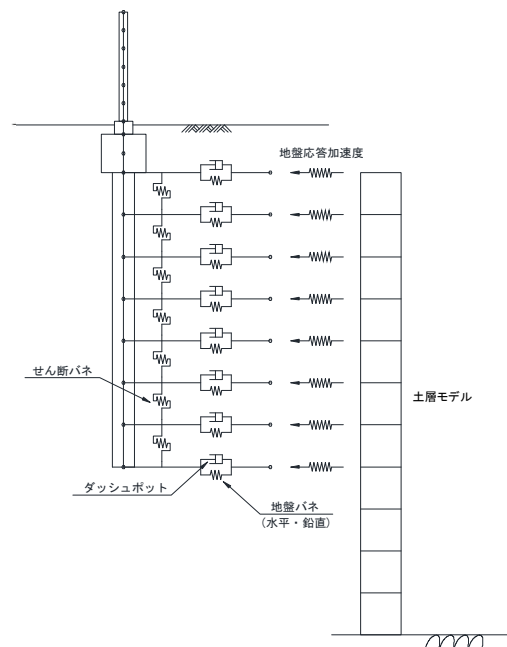 地盤応答加速度
せん断バネ
土層モデル
ダッシュポット
地盤バネ
(水平・鉛直)